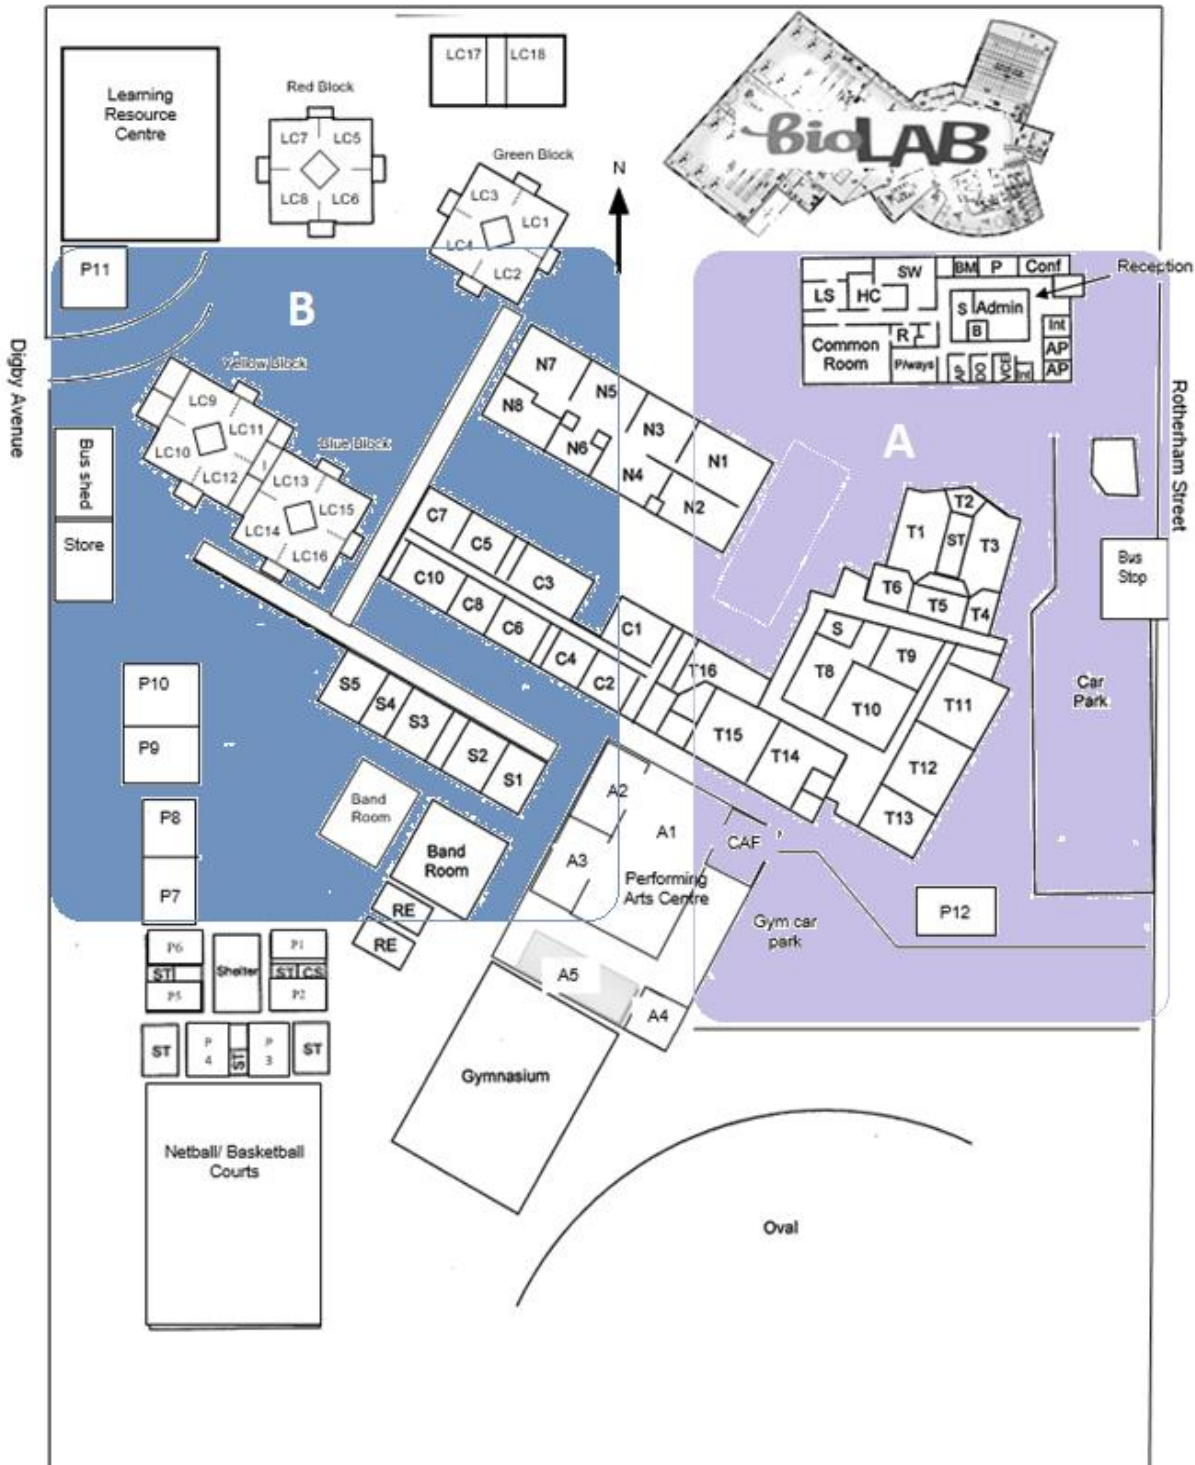 Learning
Resource
Centre
Red Block
LC7
LC5
LC8
LC6
LC17
LC18
Green Block
LC3
LC1
LC4
LC2
N
BioLAB
P11
B
Digby Avenue
Yellow Block
LC9
LC11
LC10
LC12
Blue Block
LC13
LC15
LC14
LC16
Bus shed
Store
N7
N5
N8
N6
N3
N4
N1
N2
SW
BM
P
Conf
Reception
LS
HC
S
Admin
B
R
Common
Room
P/ways
AP
DO
VCE
Int
Int
AP
AP
A
Rotherham Street
C7
C5
C3
C10
C8
C6
C4
C2
C1
T16
T15
T14
T1
T2
ST
T3
T6
T5
T4
S
T8
T9
T10
T11
T12
T13
Bus
Stop
Car
Park
S5
S4
S3
S2
S1
P10
P9
P8
P7
Band
Room
Band
Room
RE
RE
A2
A1
A3
CAF
Performing
Arts Centre
Gym car
park
P12
A5
A4
P6
ST
P5
Shelter
P1
ST
CS
P2
ST
P
4
ST
P
3
ST
Gymnasium
Netball/ Basketball
Courts
Oval